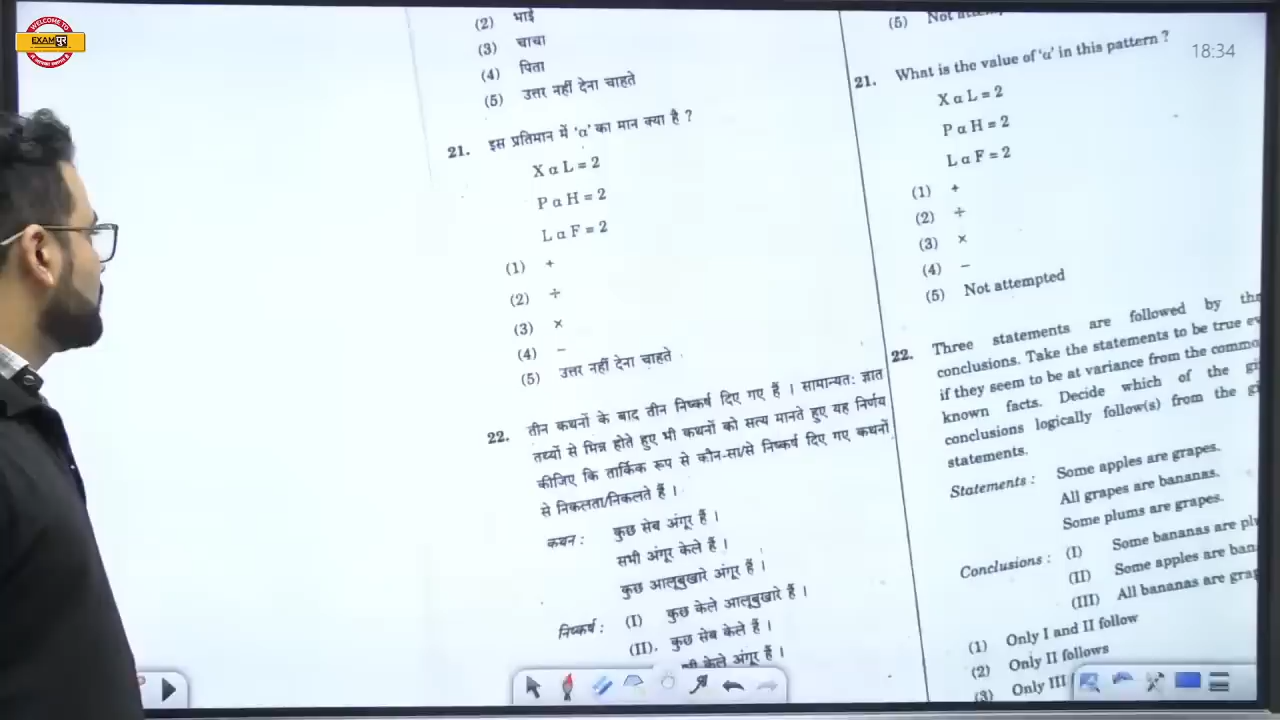 WELCOME TO
EXAMपुर
(2) भाई
(3) चाचा
(4) पिता
(5) उत्तर नहीं देना चाहते
21. इस प्रतिमान में 'α' का मान क्या है ?
X α L = 2
P α H = 2
L α F = 2
(1) +
(2) ÷
(3) ×
(4) –
(5) उत्तर नहीं देना चाहते
22. तीन कथनों के बाद तीन निष्कर्ष दिए गए हैं । सामान्यतः ज्ञात
तथ्यों से भिन्न होते हुए भी कथनों को सत्य मानते हुए यह निर्णय
कीजिए कि तार्किक रूप से कौन-सा/से निष्कर्ष दिए गए कथनों
से निकलता/निकलते हैं ।
कथन : कुछ सेब अंगूर हैं ।
सभी अंगूर केले हैं ।
कुछ आलूबुखारे अंगूर हैं ।
निष्कर्ष : (I) कुछ केले आलूबुखारे हैं ।
(II). कुछ सेब केले हैं ।
केले अंगूर हैं ।
(5) Not
18:34
21. What is the value of 'α' in this pattern ?
X α L = 2
P α H = 2
L α F = 2
(1) +
(2) ÷
(3) ×
(4) –
(5) Not attempted
22. Three statements are followed by
conclusions. Take the statements to be true
if they seem to be at variance from the
known facts. Decide which of the
conclusions logically follow(s) from the
statements.
Statements : Some apples are grapes.
All grapes are bananas.
Some plums are grapes.
Conclusions : (I) Some bananas are
(II) Some apples are
(III) All bananas are
(1) Only I and II follow
(2) Only II follows
(3) Only III